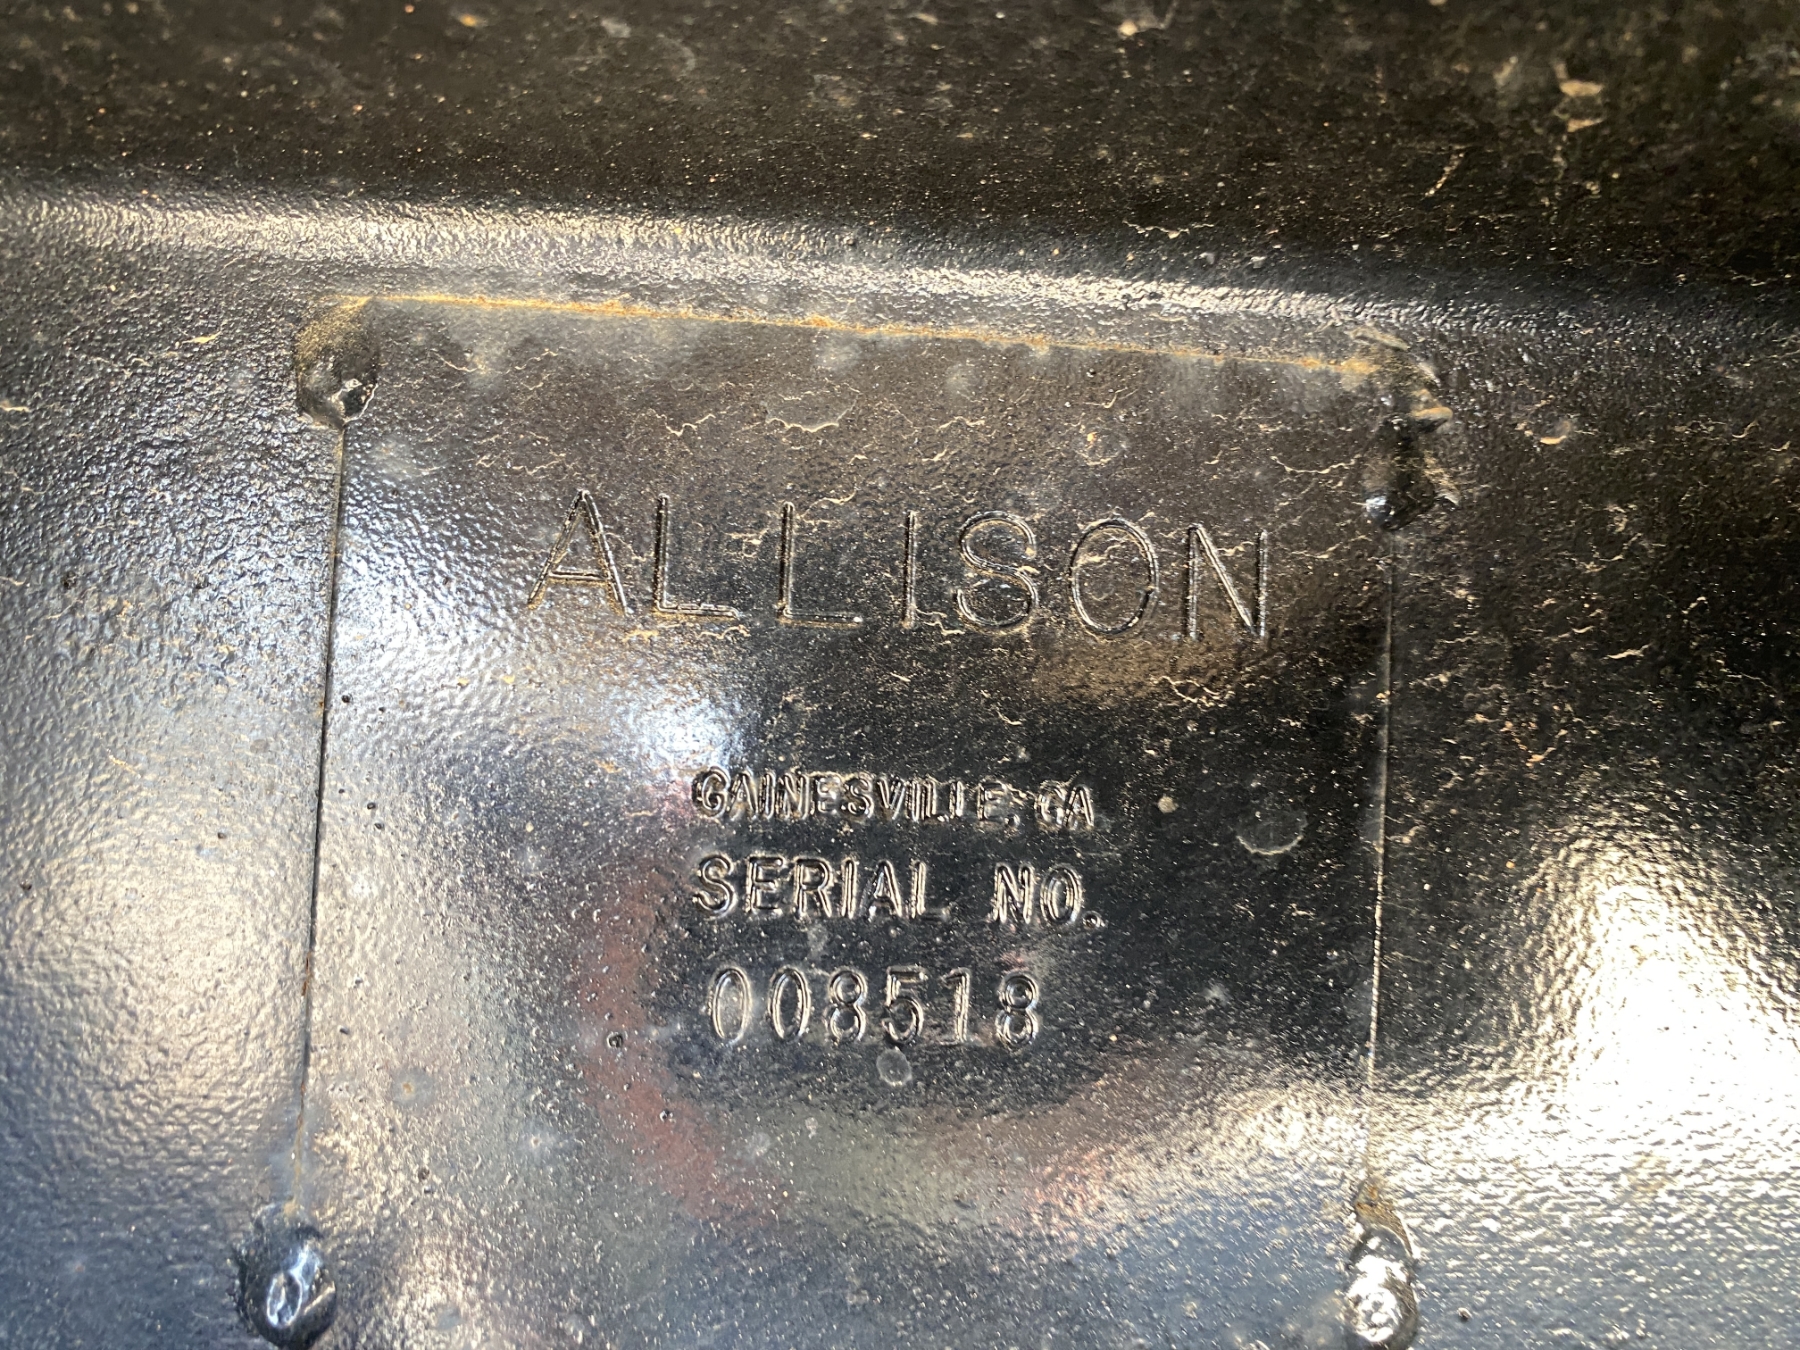 ALLISON
GAINESVILLE, GA
SERIAL NO.
008518